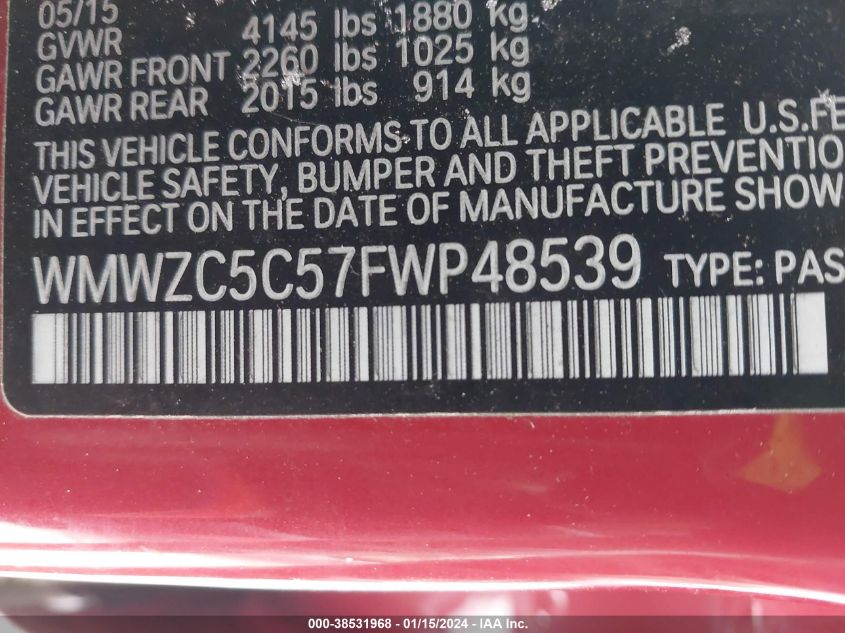 05/15
GVWR 4145 lbs 1880 kg
GAWR FRONT 2260 lbs 1025 kg
GAWR REAR 2015 lbs 914 kg
THIS VEHICLE CONFORMS TO ALL APPLICABLE U.S.FE
VEHICLE SAFETY, BUMPER AND THEFT PREVENTIO
IN EFFECT ON THE DATE OF MANUFACTURE SHOW
WMWZC5C57FWP48539 TYPE: PAS
000-38531968 - 01/15/2024 - IAA Inc.